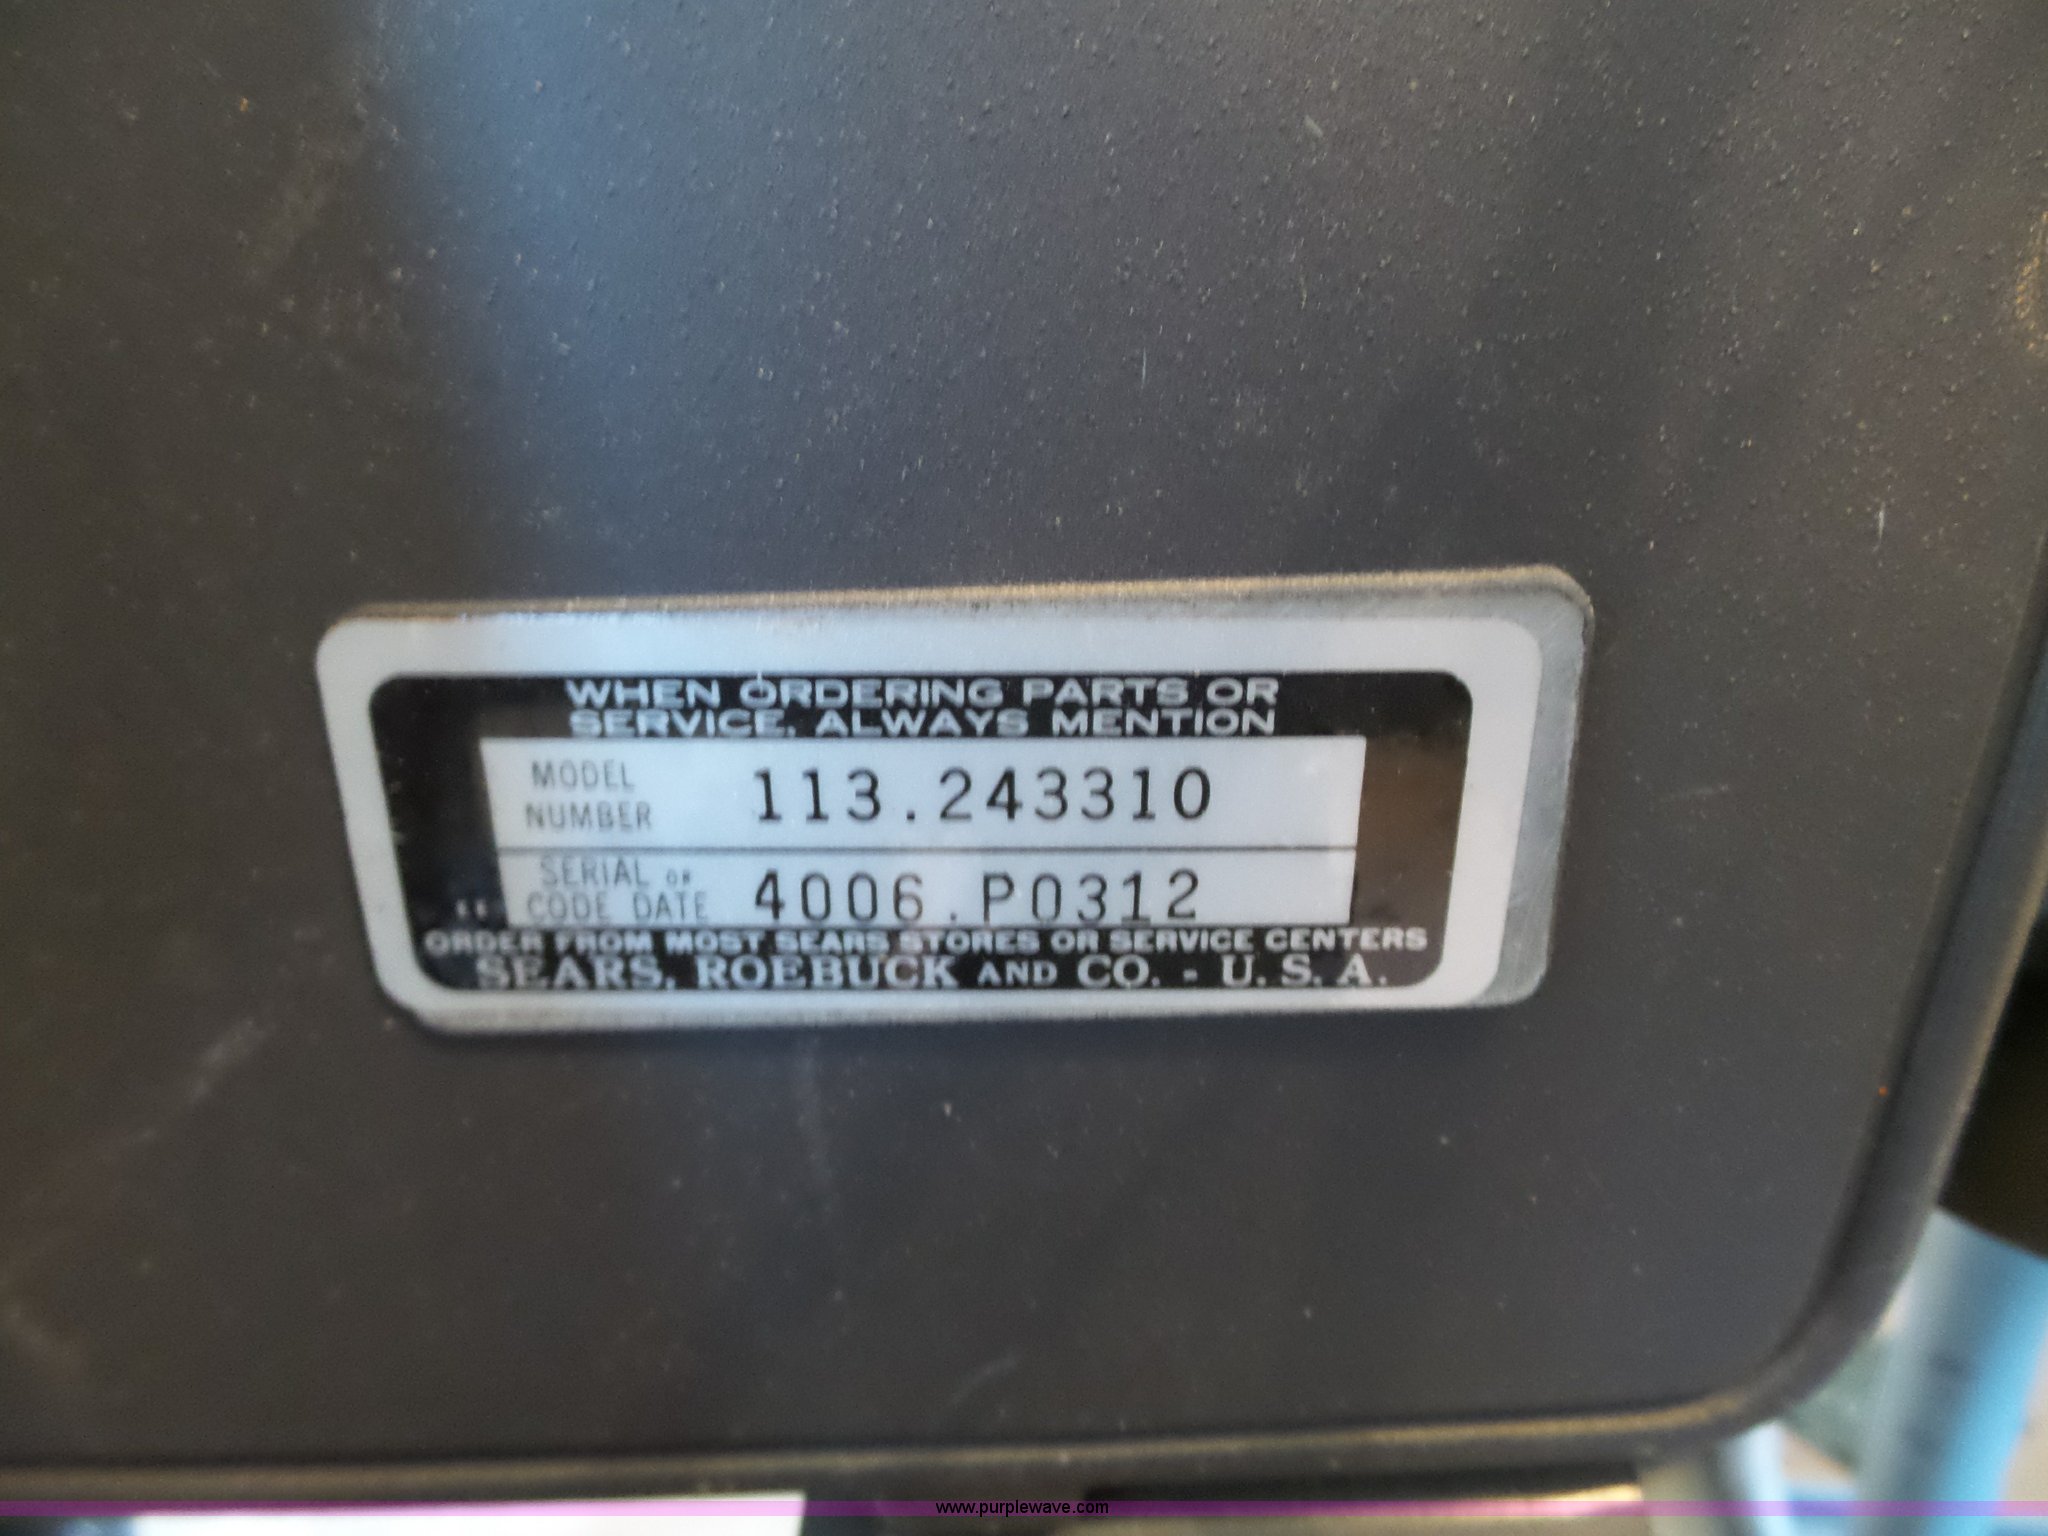 WHEN ORDERING PARTS OR
SERVICE, ALWAYS MENTION
MODEL NUMBER 113.243310
SERIAL OR CODE DATE 4006.P0312
ORDER FROM MOST SEARS STORES OR SERVICE CENTERS
SEARS, ROEBUCK AND CO. - U.S.A.
www.purplewave.com